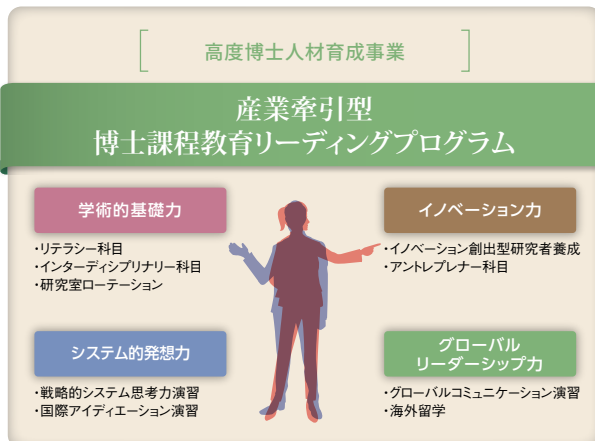 高度博士人材育成事業
産業牽引型
博士課程教育リーディングプログラム
学術的基礎力
・リテラシー科目
・インターディシプリナリー科目
・研究室ローテーション
イノベーション力
・イノベーション創出型研究者養成
・アントレプレナー科目
システム的発想力
・戦略的システム思考力演習
・国際アイディエーション演習
グローバル
リーダーシップ力
・グローバルコミュニケーション演習
・海外留学